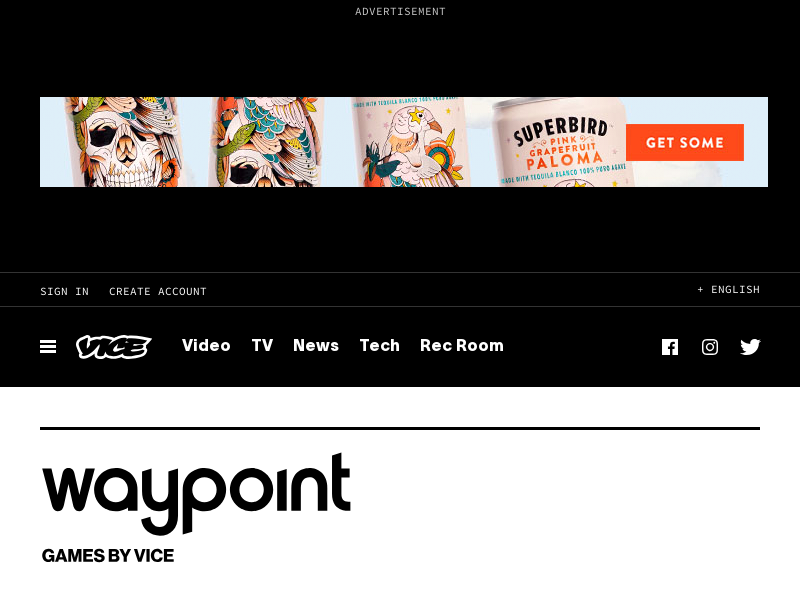 ADVERTISEMENT
MADE WITH TEQUILA BLANCO 100% PURO AGAVE
SUPERBIRD
PINK
GRAPEFRUIT
PALOMA
MADE WITH TEQUILA BLANCO 100% PURO AGAVE
GET SOME
SIGN IN CREATE ACCOUNT
+ ENGLISH
VICE
Video TV News Tech Rec Room
waypoint
GAMES BY VICE